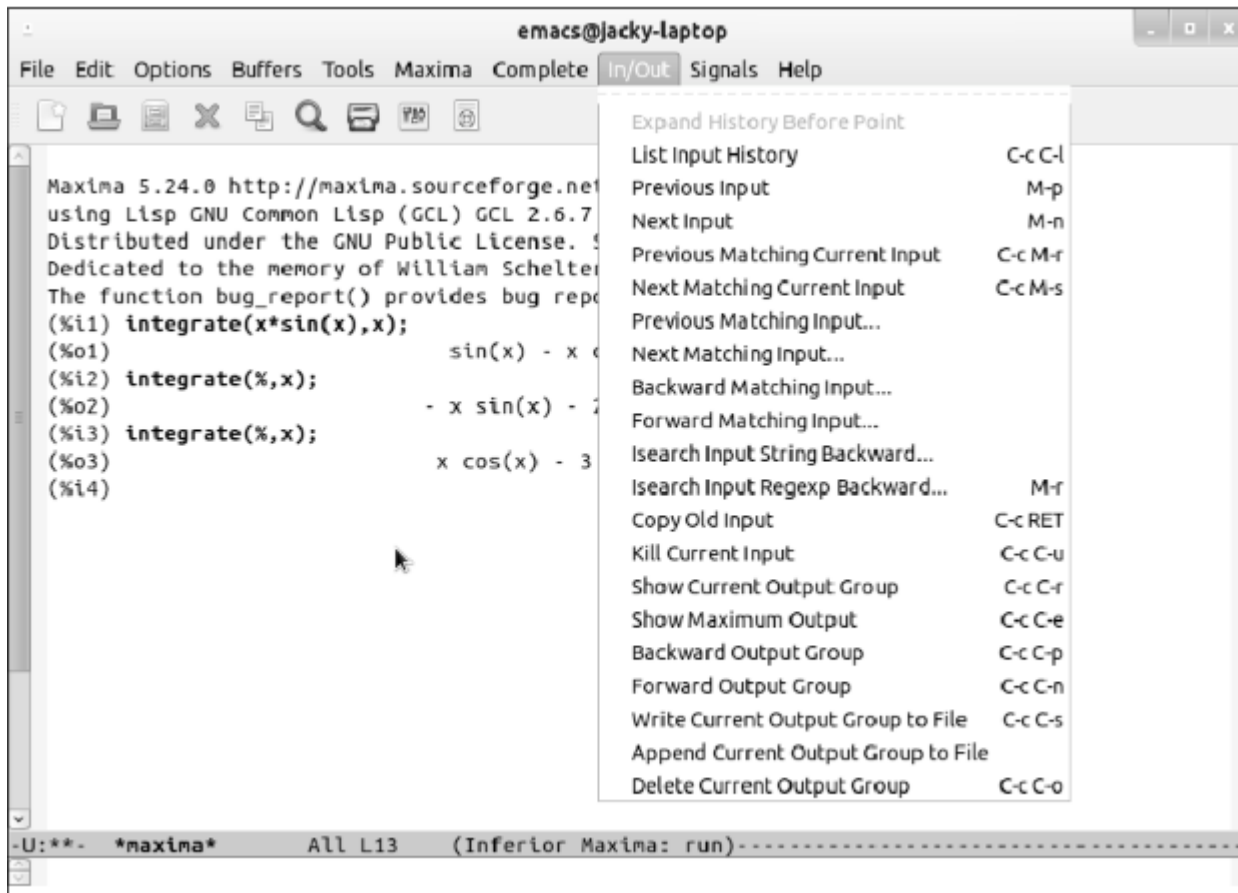 emacs@jacky-laptop
File Edit Options Buffers Tools Maxima Complete In/Out Signals Help
Expand History Before Point
List Input History C-c C-l
Previous Input M-p
Next Input M-n
Previous Matching Current Input C-c M-r
Next Matching Current Input C-c M-s
Previous Matching Input...
Next Matching Input...
Backward Matching Input...
Forward Matching Input...
Isearch Input String Backward...
Isearch Input Regexp Backward... M-r
Copy Old Input C-c RET
Kill Current Input C-c C-u
Show Current Output Group C-c C-r
Show Maximum Output C-c C-e
Backward Output Group C-c C-p
Forward Output Group C-c C-n
Write Current Output Group to File C-c C-s
Append Current Output Group to File
Delete Current Output Group C-c C-o
Maxima 5.24.0 http://maxima.sourceforge.net
using Lisp GNU Common Lisp (GCL) GCL 2.6.7
Distributed under the GNU Public License.
Dedicated to the memory of William Schelter
The function bug_report() provides bug repo
(%i1) integrate(x*sin(x),x);
(%o1) sin(x) - x
(%i2) integrate(%,x);
(%o2) - x sin(x) -
(%i3) integrate(%,x);
(%o3) x cos(x) - 3
(%i4)
-U:**- *maxima* All L13 (Inferior Maxima: run)----------------------------------------